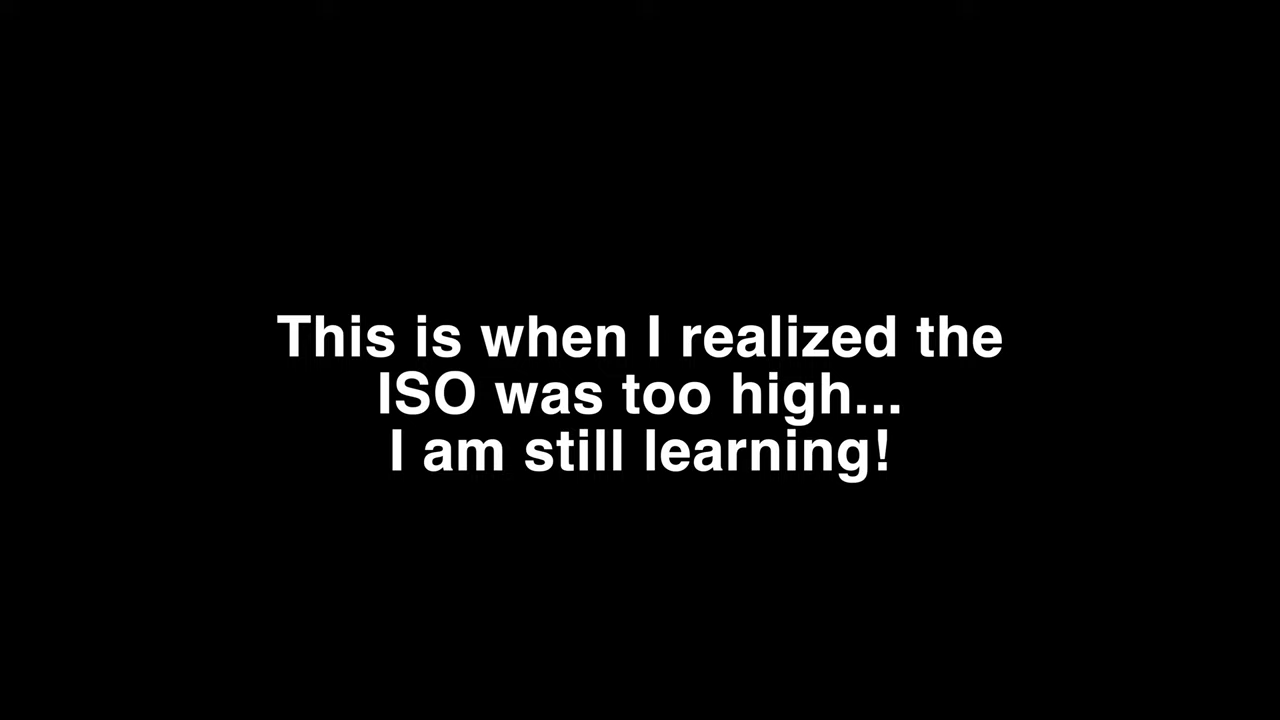 This is when I realized the
ISO was too high...
I am still learning!